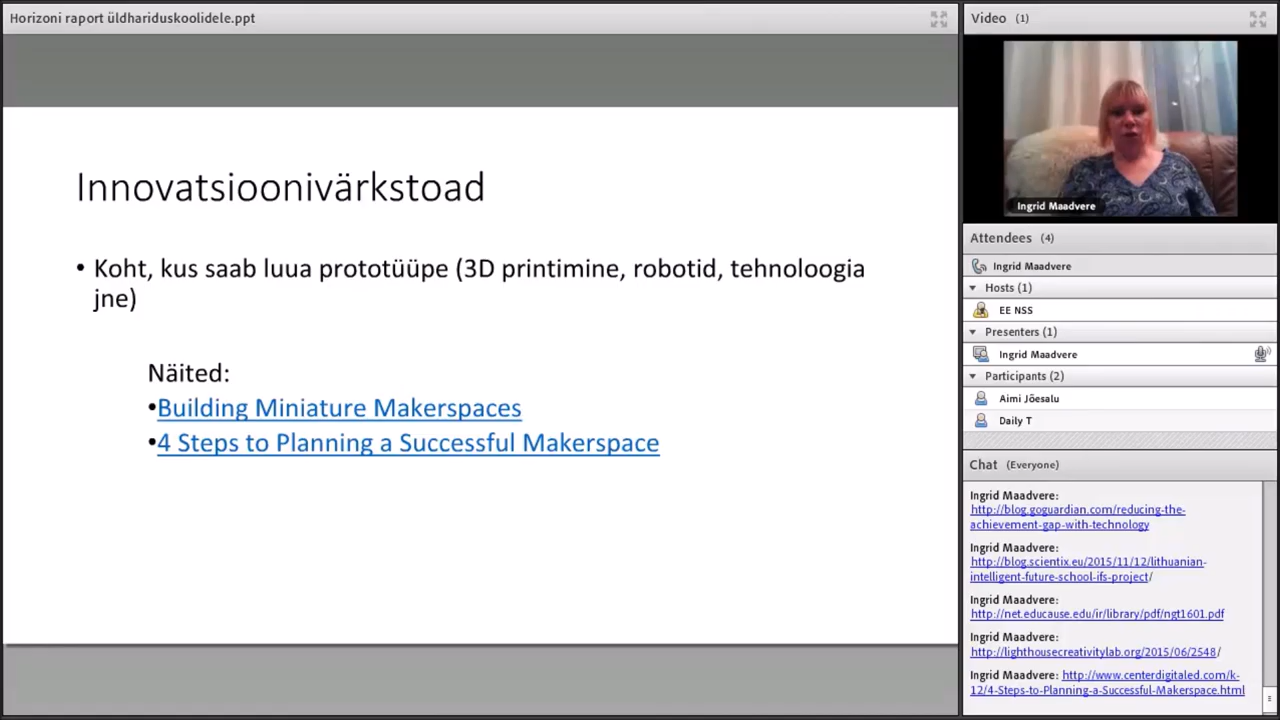 Horizoni raport üldhariduskoolidele.ppt
Innovatsioonivärkstoad
• Koht, kus saab luua prototüüpe (3D printimine, robotid, tehnoloogia
jne)
Näited:
•Building Miniature Makerspaces
•4 Steps to Planning a Successful Makerspace
Video (1)
Ingrid Maadvere
Attendees (4)
Ingrid Maadvere
Hosts (1)
EE NSS
Presenters (1)
Ingrid Maadvere
Participants (2)
Aimi Jõesalu
Daily T
Chat (Everyone)
Ingrid Maadvere:
http://blog.goguardian.com/reducing-the-
achievement-gap-with-technology
Ingrid Maadvere:
http://blog.scientix.eu/2015/11/12/lithuanian-
intelligent-future-school-ifs-project/
Ingrid Maadvere:
http://net.educause.edu/ir/library/pdf/ngt1601.pdf
Ingrid Maadvere:
http://lighthousecreativitylab.org/2015/06/2548/
Ingrid Maadvere: http://www.centerdigitaled.com/k-
12/4-Steps-to-Planning-a-Successful-Makerspace.html